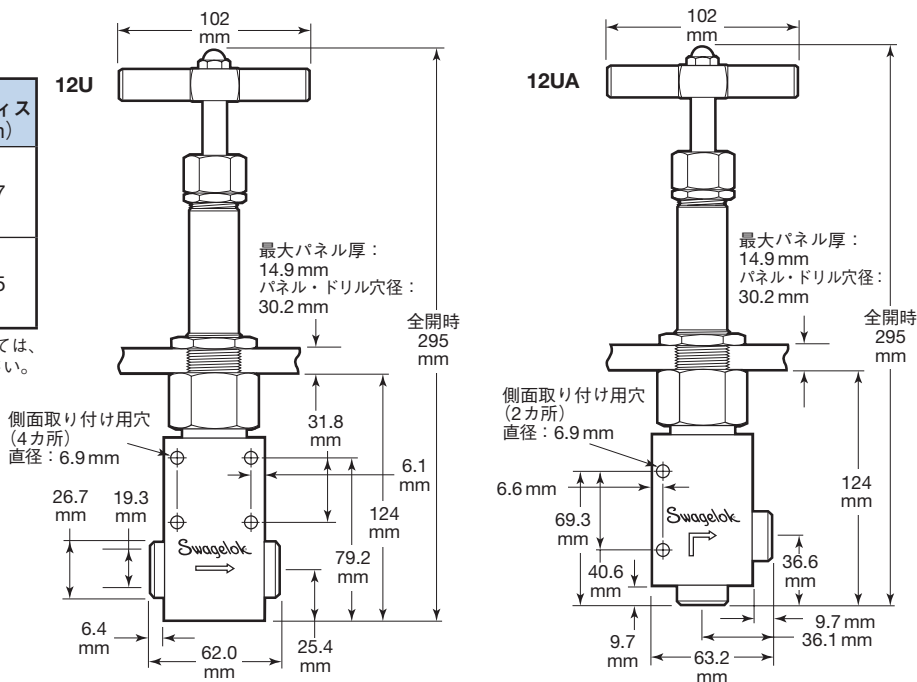 ィス
m)
7
5
ては、
い。
12U
102
mm
最大パネル厚：
14.9 mm
パネル・ドリル穴径：
30.2 mm
全開時
295
mm
側面取り付け用穴
(4カ所)
直径：6.9 mm
31.8
mm
6.1
mm
26.7
mm
19.3
mm
124
mm
79.2
mm
Swagelok
6.4
mm
62.0
mm
25.4
mm
12UA
102
mm
最大パネル厚：
14.9 mm
パネル・ドリル穴径：
30.2 mm
全開時
295
mm
側面取り付け用穴
(2カ所)
直径：6.9 mm
6.6 mm
69.3
mm
124
mm
Swagelok
40.6
mm
36.6
mm
9.7
mm
9.7 mm
36.1 mm
63.2
mm